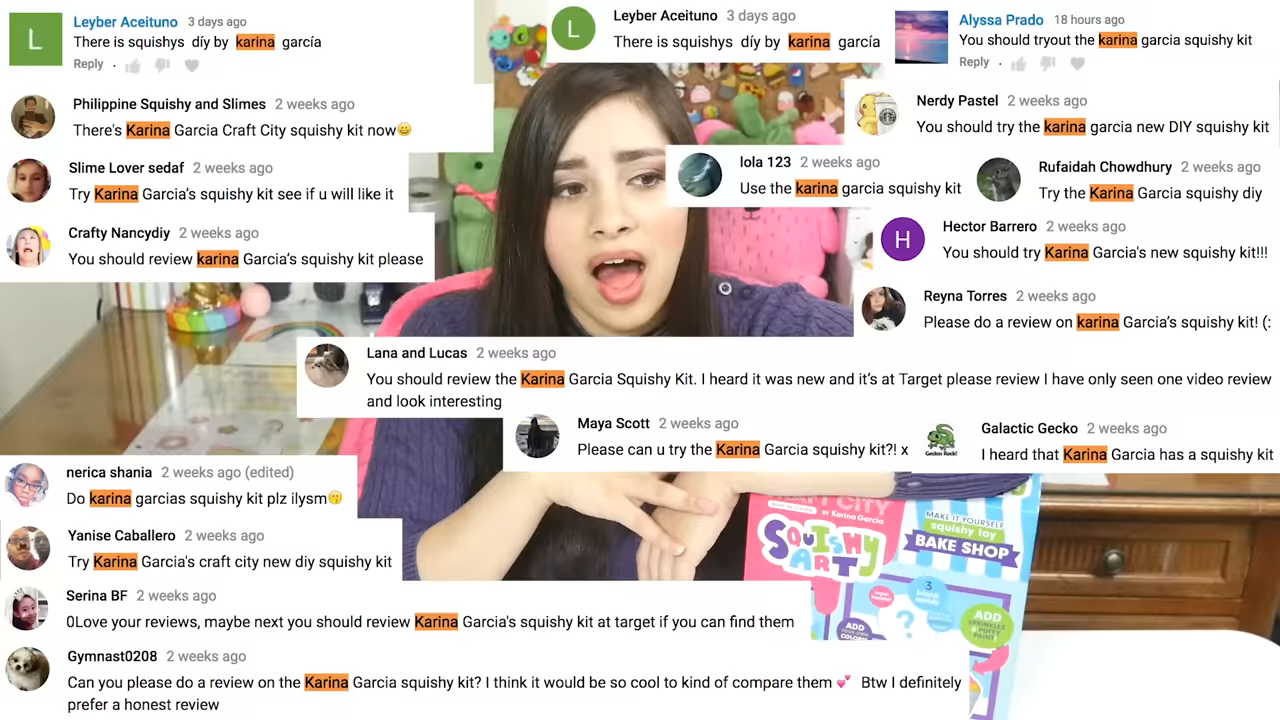 Leyber Aceituno 3 days ago
There is squishys díy by karina garcía
Reply
Philippine Squishy and Slimes 2 weeks ago
There's Karina Garcia Craft City squishy kit now😀
Slime Lover sedaf 2 weeks ago
Try Karina Garcia's squishy kit see if u will like it
Crafty Nancydiy 2 weeks ago
You should review karina Garcia's squishy kit please
Leyber Aceituno 3 days ago
There is squishys díy by karina garcía
Alyssa Prado 18 hours ago
You should tryout the karina garcia squishy kit
Reply
Nerdy Pastel 2 weeks ago
You should try the karina garcia new DIY squishy kit
lola 123 2 weeks ago
Use the karina garcia squishy kit
Rufaidah Chowdhury 2 weeks ago
Try the Karina Garcia squishy diy
Hector Barrero 2 weeks ago
You should try Karina Garcia's new squishy kit!!!
Reyna Torres 2 weeks ago
Please do a review on karina Garcia's squishy kit! (:
Lana and Lucas 2 weeks ago
You should review the Karina Garcia Squishy Kit. I heard it was new and it's at Target please review I have only seen one video review
and look interesting
Maya Scott 2 weeks ago
Please can u try the Karina Garcia squishy kit?! x
Galactic Gecko 2 weeks ago
I heard that Karina Garcia has a squishy kit
nerica shania 2 weeks ago (edited)
Do karina garcias squishy kit plz ilysm😗
Yanise Caballero 2 weeks ago
Try Karina Garcia's craft city new diy squishy kit
Serina BF 2 weeks ago
0Love your reviews, maybe next you should review Karina Garcia's squishy kit at target if you can find them
Gymnast0208 2 weeks ago
Can you please do a review on the Karina Garcia squishy kit? I think it would be so cool to kind of compare them 💕 Btw I definitely
prefer a honest review
L
L
H
CRAFT CITY
BY Karina Garcia
SQUISHY
ART
MAKE IT YOURSELF
squishy toy
BAKE SHOP
3
?
ADD
ADD
SPRINKLES
& PUFFY
PAINT